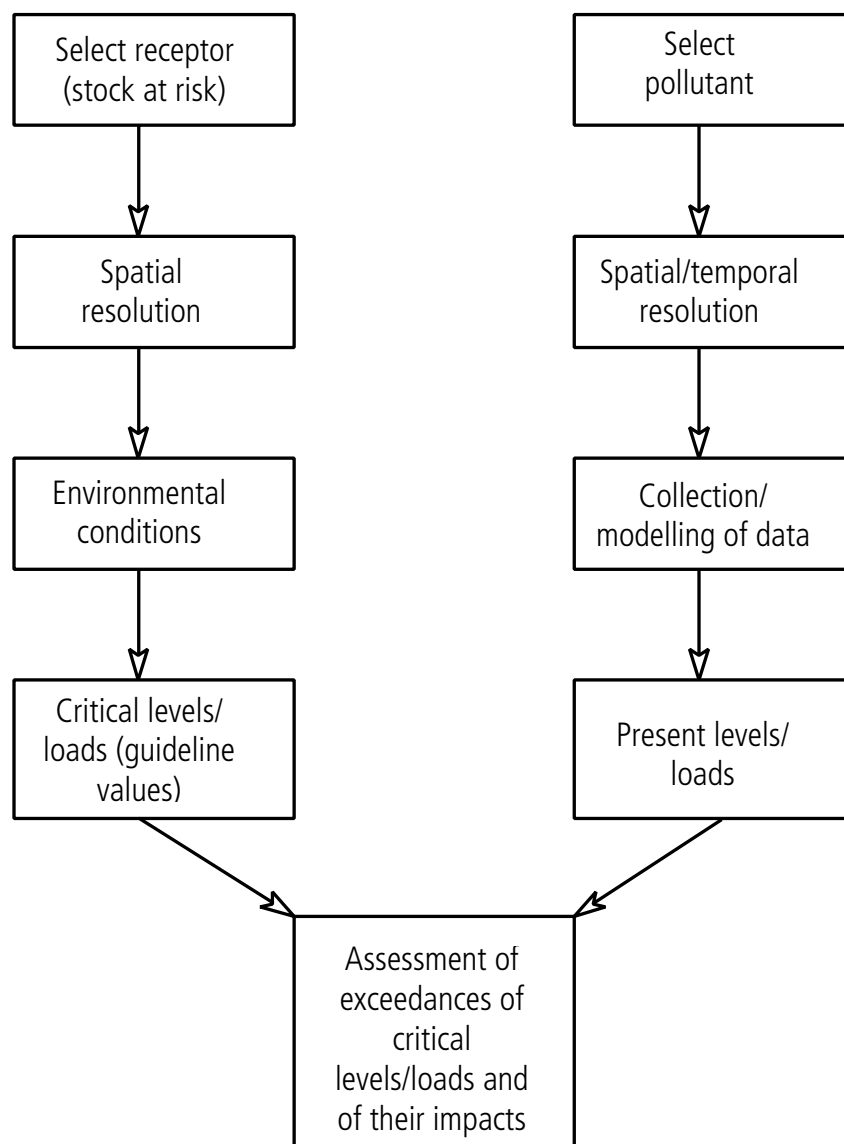 Select receptor
(stock at risk)
Spatial
resolution
Environmental
conditions
Critical levels/
loads (guideline
values)
Select
pollutant
Spatial/temporal
resolution
Collection/
modelling of data
Present levels/
loads
Assessment of
exceedances of
critical
levels/loads and
of their impacts